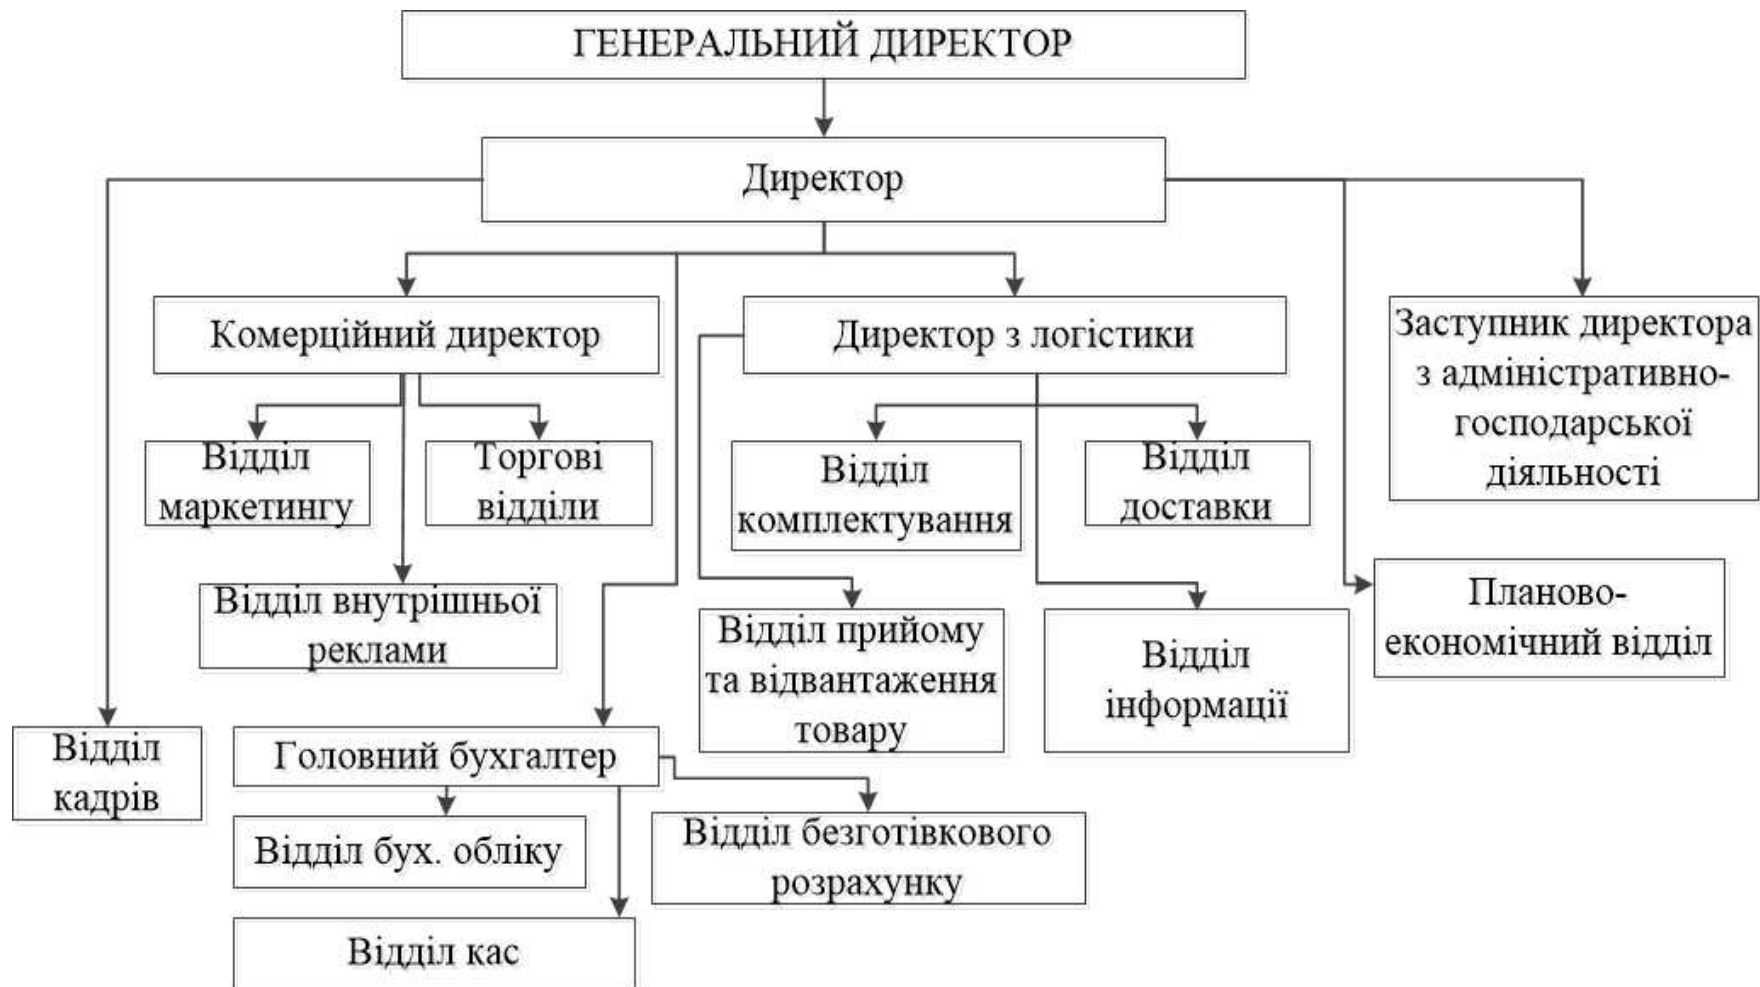 ГЕНЕРАЛЬНИЙ ДИРЕКТОР
Директор
Комерційний директор
Директор з логістики
Заступник директора
з адміністративно-
господарської
діяльності
Відділ
маркетингу
Торгові
відділи
Відділ
комплектування
Відділ
доставки
Відділ внутрішньої
реклами
Відділ прийому
та відвантаження
товару
Відділ
інформації
Планово-
економічний відділ
Відділ
кадрів
Головний бухгалтер
Відділ бух. обліку
Відділ безготівкового
розрахунку
Відділ кас